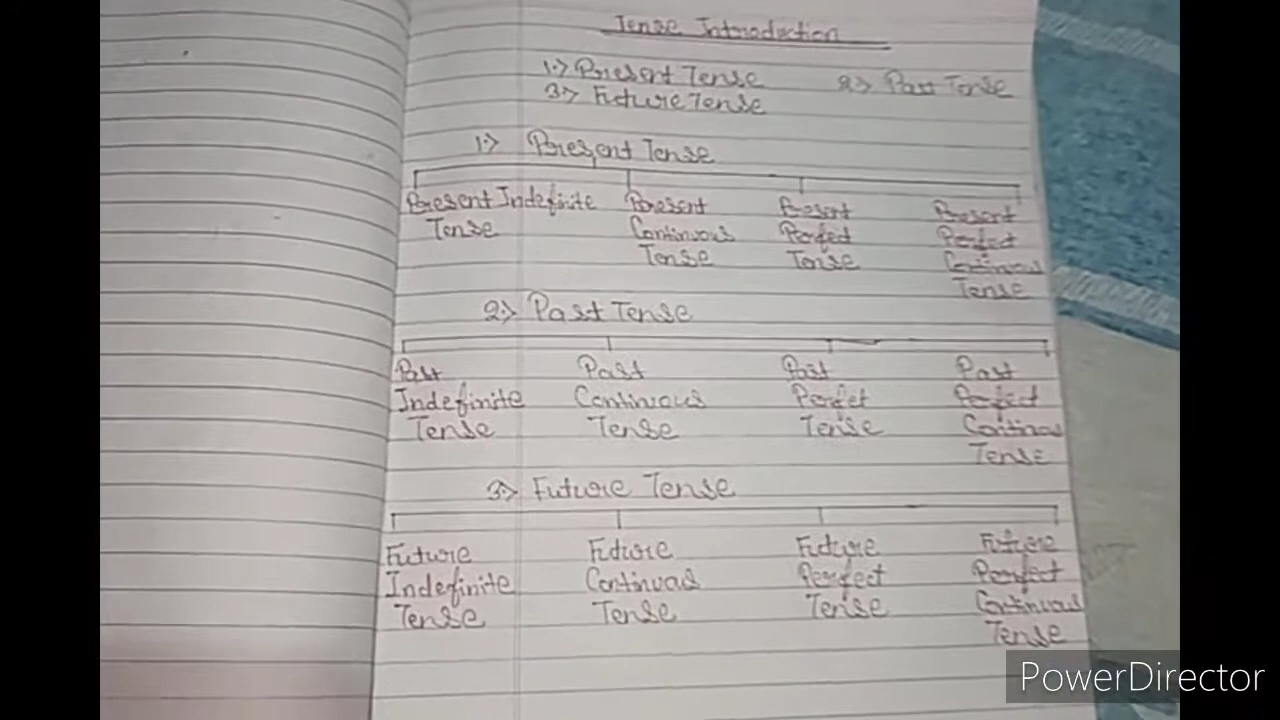 Tense Introduction
1.> Present Tense 2.> Past Tense
3.> Future Tense
1.> Present Tense
Present Indefinite Tense
Present Continuous Tense
Present Perfect Tense
Present Perfect Continuous Tense
2.> Past Tense
Past Indefinite Tense
Past Continuous Tense
Past Perfet Tense
Past Perfect Continous Tense
3.> Future Tense
Future Indefinite Tense
Future Continuous Tense
Future Perfect Tense
Future Perfect Continuous Tense
PowerDirector